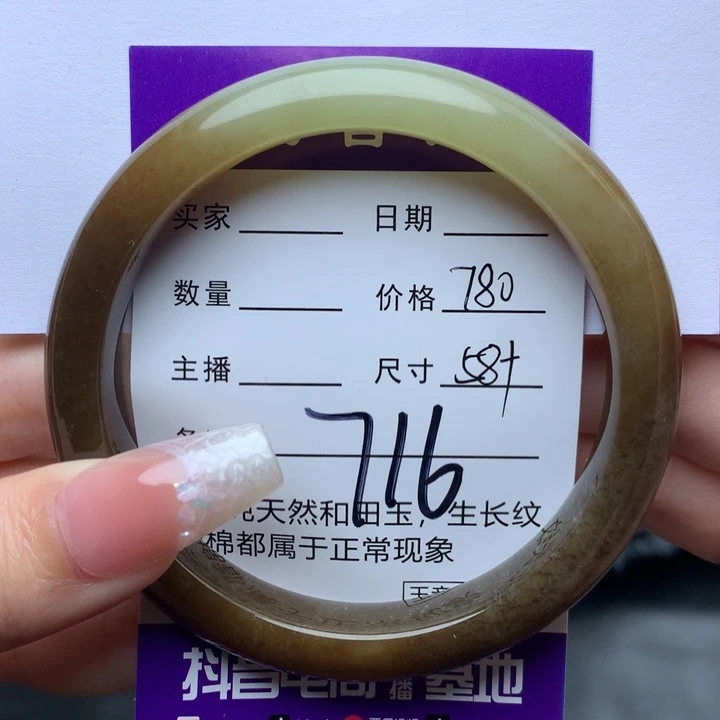 买家 日期
数量 价格 780
主播 尺寸 58+
716
天然和田玉，生长纹
棉都属于正常现象
抖音电商 播 基地